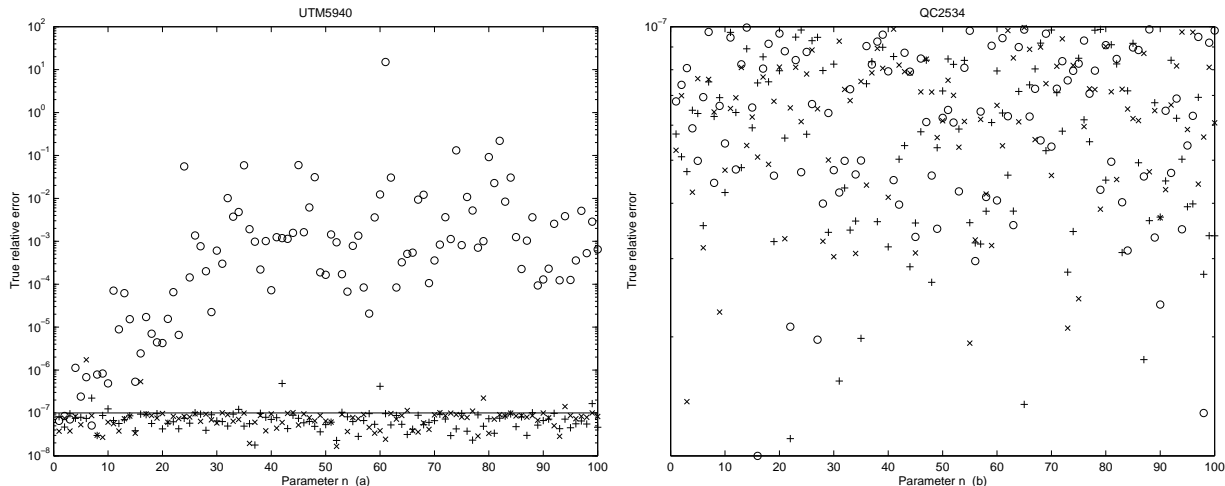 UTM5940
10^2
10^1
10^0
10^-1
10^-2
10^-3
10^-4
10^-5
10^-6
10^-7
10^-8
True relative error
0 10 20 30 40 50 60 70 80 90 100
Parameter n (a)
QC2534
10^-7
True relative error
0 10 20 30 40 50 60 70 80 90 100
Parameter n (b)